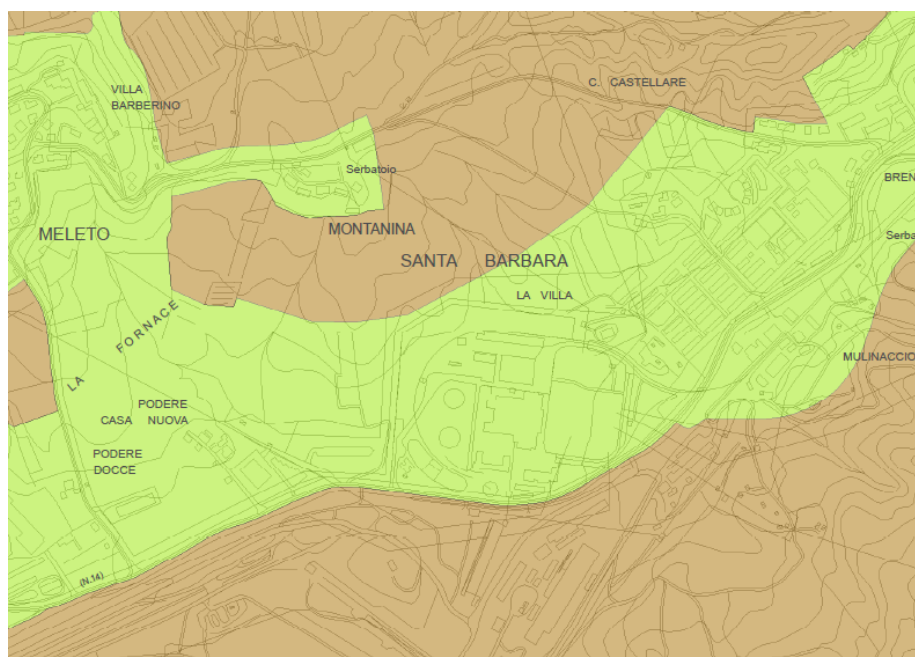 C. CASTELLARE
VILLA
BARBERINO
Serbatoio
BREN
MELETO
MONTANINA
Serba
SANTA BARBARA
LA VILLA
LA FORNACE
MULINACCIO
PODERE
CASA NUOVA
PODERE
DOCCE
(N.14)